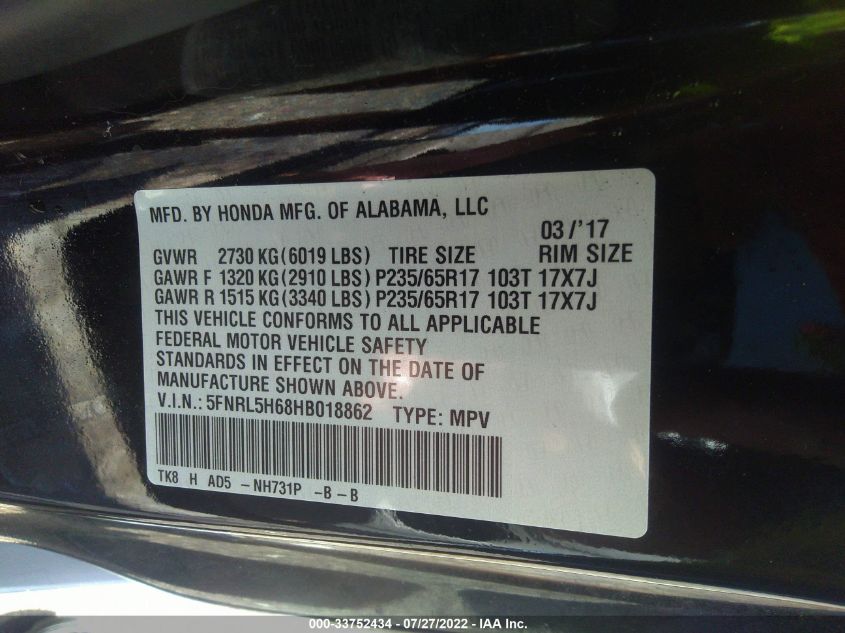 MFD. BY HONDA MFG. OF ALABAMA, LLC
03/'17
GVWR 2730 KG(6019 LBS) TIRE SIZE RIM SIZE
GAWR F 1320 KG(2910 LBS)P235/65R17 103T 17X7J
GAWR R 1515 KG(3340 LBS)P235/65R17 103T 17X7J
THIS VEHICLE CONFORMS TO ALL APPLICABLE
FEDERAL MOTOR VEHICLE SAFETY
STANDARDS IN EFFECT ON THE DATE OF
MANUFACTURE SHOWN ABOVE.
V.I.N.: 5FNRL5H68HB018862 TYPE: MPV
TK8 H AD5 -NH731P -B-B
000-33752434 - 07/27/2022 - IAA Inc.